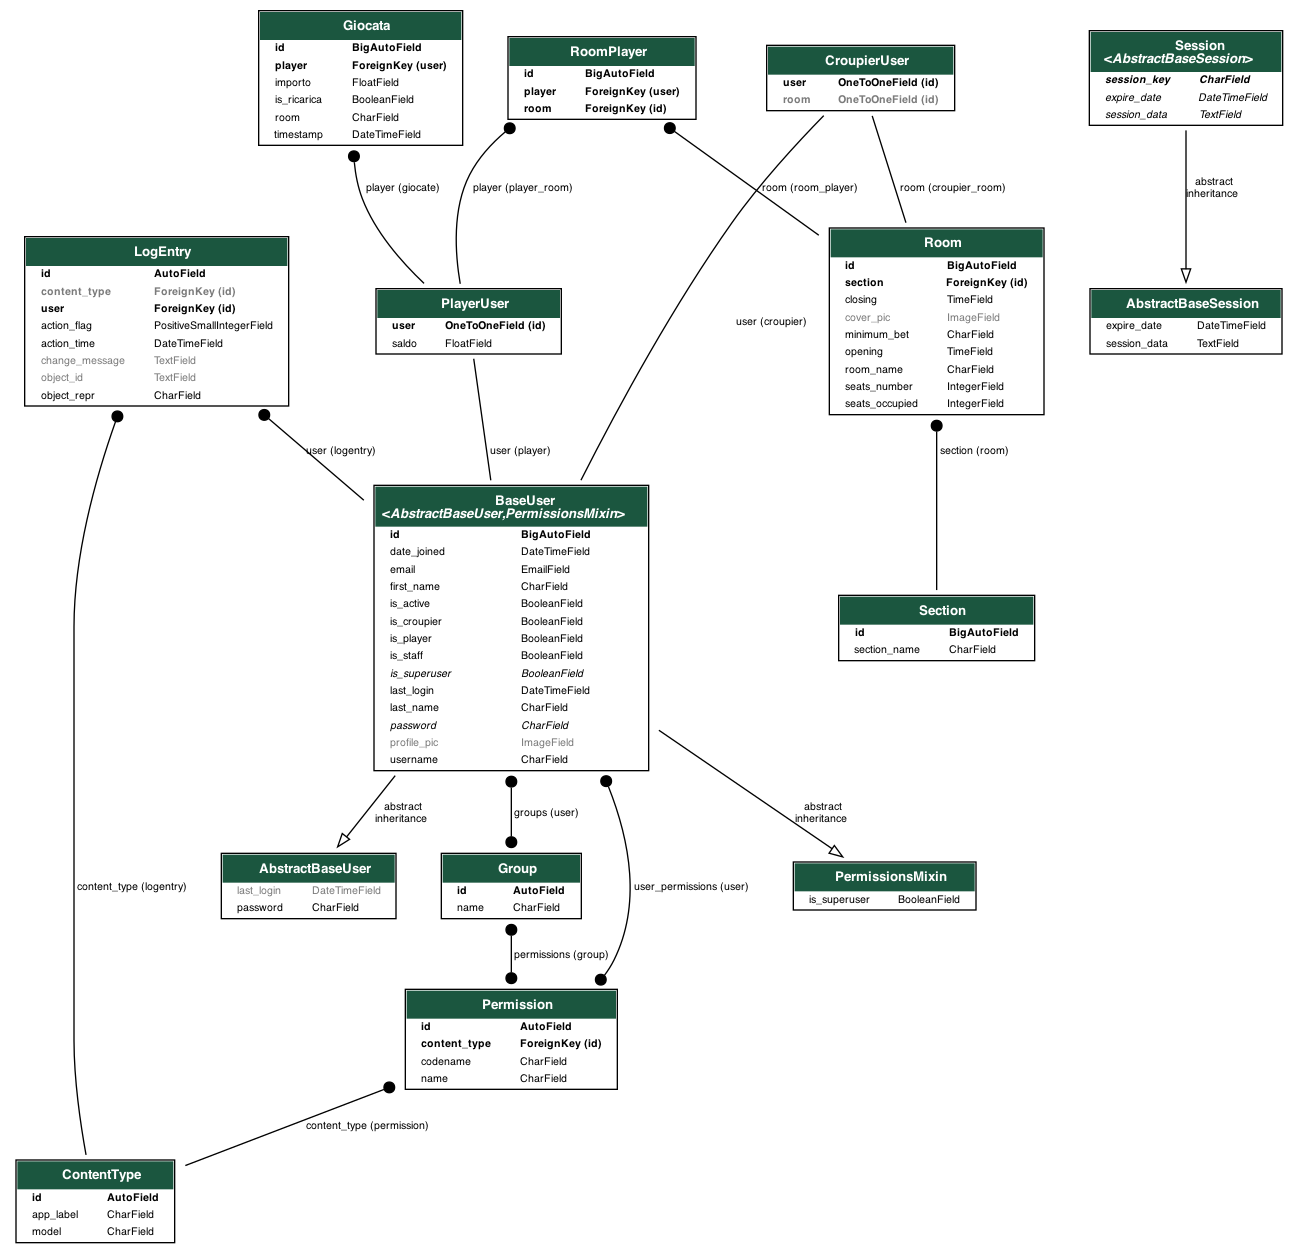 Giocata
id BigAutoField
player ForeignKey (user)
importo FloatField
is_ricarica BooleanField
room CharField
timestamp DateTimeField
RoomPlayer
id BigAutoField
player ForeignKey (user)
room ForeignKey (id)
CroupierUser
user OneToOneField (id)
room OneToOneField (id)
Session
<AbstractBaseSession>
session_key CharField
expire_date DateTimeField
session_data TextField
player (giocate)
player (player_room)
room (room_player)
room (croupier_room)
abstract
inheritance
LogEntry
id AutoField
content_type ForeignKey (id)
user ForeignKey (id)
action_flag PositiveSmallIntegerField
action_time DateTimeField
change_message TextField
object_id TextField
object_repr CharField
PlayerUser
user OneToOneField (id)
saldo FloatField
user (croupier)
Room
id BigAutoField
section ForeignKey (id)
closing TimeField
cover_pic ImageField
minimum_bet CharField
opening TimeField
room_name CharField
seats_number IntegerField
seats_occupied IntegerField
AbstractBaseSession
expire_date DateTimeField
session_data TextField
user (logentry)
user (player)
section (room)
BaseUser
<AbstractBaseUser,PermissionsMixin>
id BigAutoField
date_joined DateTimeField
email EmailField
first_name CharField
is_active BooleanField
is_croupier BooleanField
is_player BooleanField
is_staff BooleanField
is_superuser BooleanField
last_login DateTimeField
last_name CharField
password CharField
profile_pic ImageField
username CharField
Section
id BigAutoField
section_name CharField
abstract
inheritance
groups (user)
abstract
inheritance
content_type (logentry)
AbstractBaseUser
last_login DateTimeField
password CharField
Group
id AutoField
name CharField
user_permissions (user)
PermissionsMixin
is_superuser BooleanField
permissions (group)
Permission
id AutoField
content_type ForeignKey (id)
codename CharField
name CharField
content_type (permission)
ContentType
id AutoField
app_label CharField
model CharField